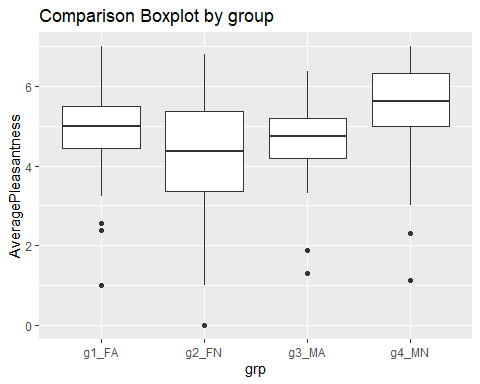 Comparison Boxplot by group
AveragePleasantness
6
4
2
0
g1_FA g2_FN g3_MA g4_MN
grp